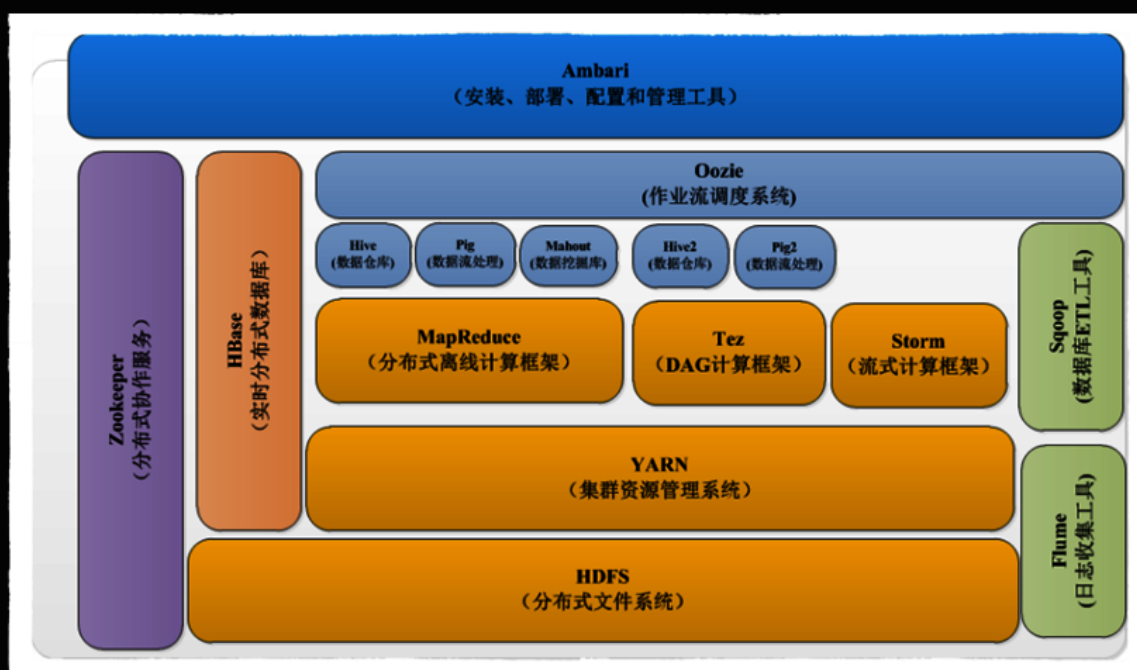 Ambari
（安装、部署、配置和管理工具）
Zookeeper
（分布式协作服务）
HBase
（实时分布式数据库）
Oozie
(作业流调度系统)
Hive
(数据仓库)
Pig
(数据流处理)
Mahout
(数据挖掘库)
Hive2
(数据仓库)
Pig2
(数据流处理)
MapReduce
（分布式离线计算框架）
Tez
（DAG计算框架）
Storm
（流式计算框架）
Sqoop
(数据库ETL工具)
YARN
（集群资源管理系统）
Flume
(日志收集工具)
HDFS
（分布式文件系统）